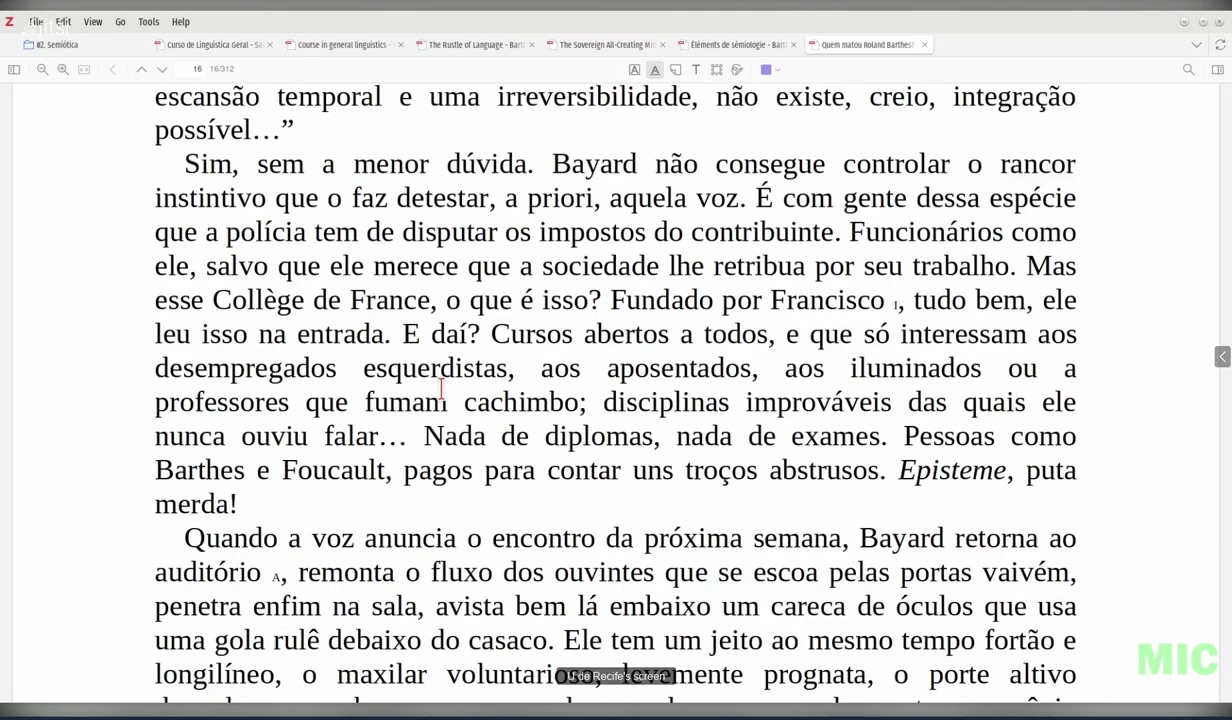 File Edit View Go Tools Help
02. Semiótica
Curso de Linguística Geral - Sa
Course in general linguistics -
The Rustle of Language - Bart
The Sovereign All-Creating Min
Éléments de sémiologie - Bart
Quem matou Roland Barthes?
16 16/312
escansão temporal e uma irreversibilidade, não existe, creio, integração
possível…”
Sim, sem a menor dúvida. Bayard não consegue controlar o rancor
instintivo que o faz detestar, a priori, aquela voz. É com gente dessa espécie
que a polícia tem de disputar os impostos do contribuinte. Funcionários como
ele, salvo que ele merece que a sociedade lhe retribua por seu trabalho. Mas
esse Collège de France, o que é isso? Fundado por Francisco I, tudo bem, ele
leu isso na entrada. E daí? Cursos abertos a todos, e que só interessam aos
desempregados esquerdistas, aos aposentados, aos iluminados ou a
professores que fumam cachimbo; disciplinas improváveis das quais ele
nunca ouviu falar… Nada de diplomas, nada de exames. Pessoas como
Barthes e Foucault, pagos para contar uns troços abstrusos. Episteme, puta
merda!
Quando a voz anuncia o encontro da próxima semana, Bayard retorna ao
auditório A, remonta o fluxo dos ouvintes que se escoa pelas portas vaivém,
penetra enfim na sala, avista bem lá embaixo um careca de óculos que usa
uma gola rulê debaixo do casaco. Ele tem um jeito ao mesmo tempo fortão e
longilíneo, o maxilar voluntarioso, levemente prognata, o porte altivo
de Recife's screen
MIC